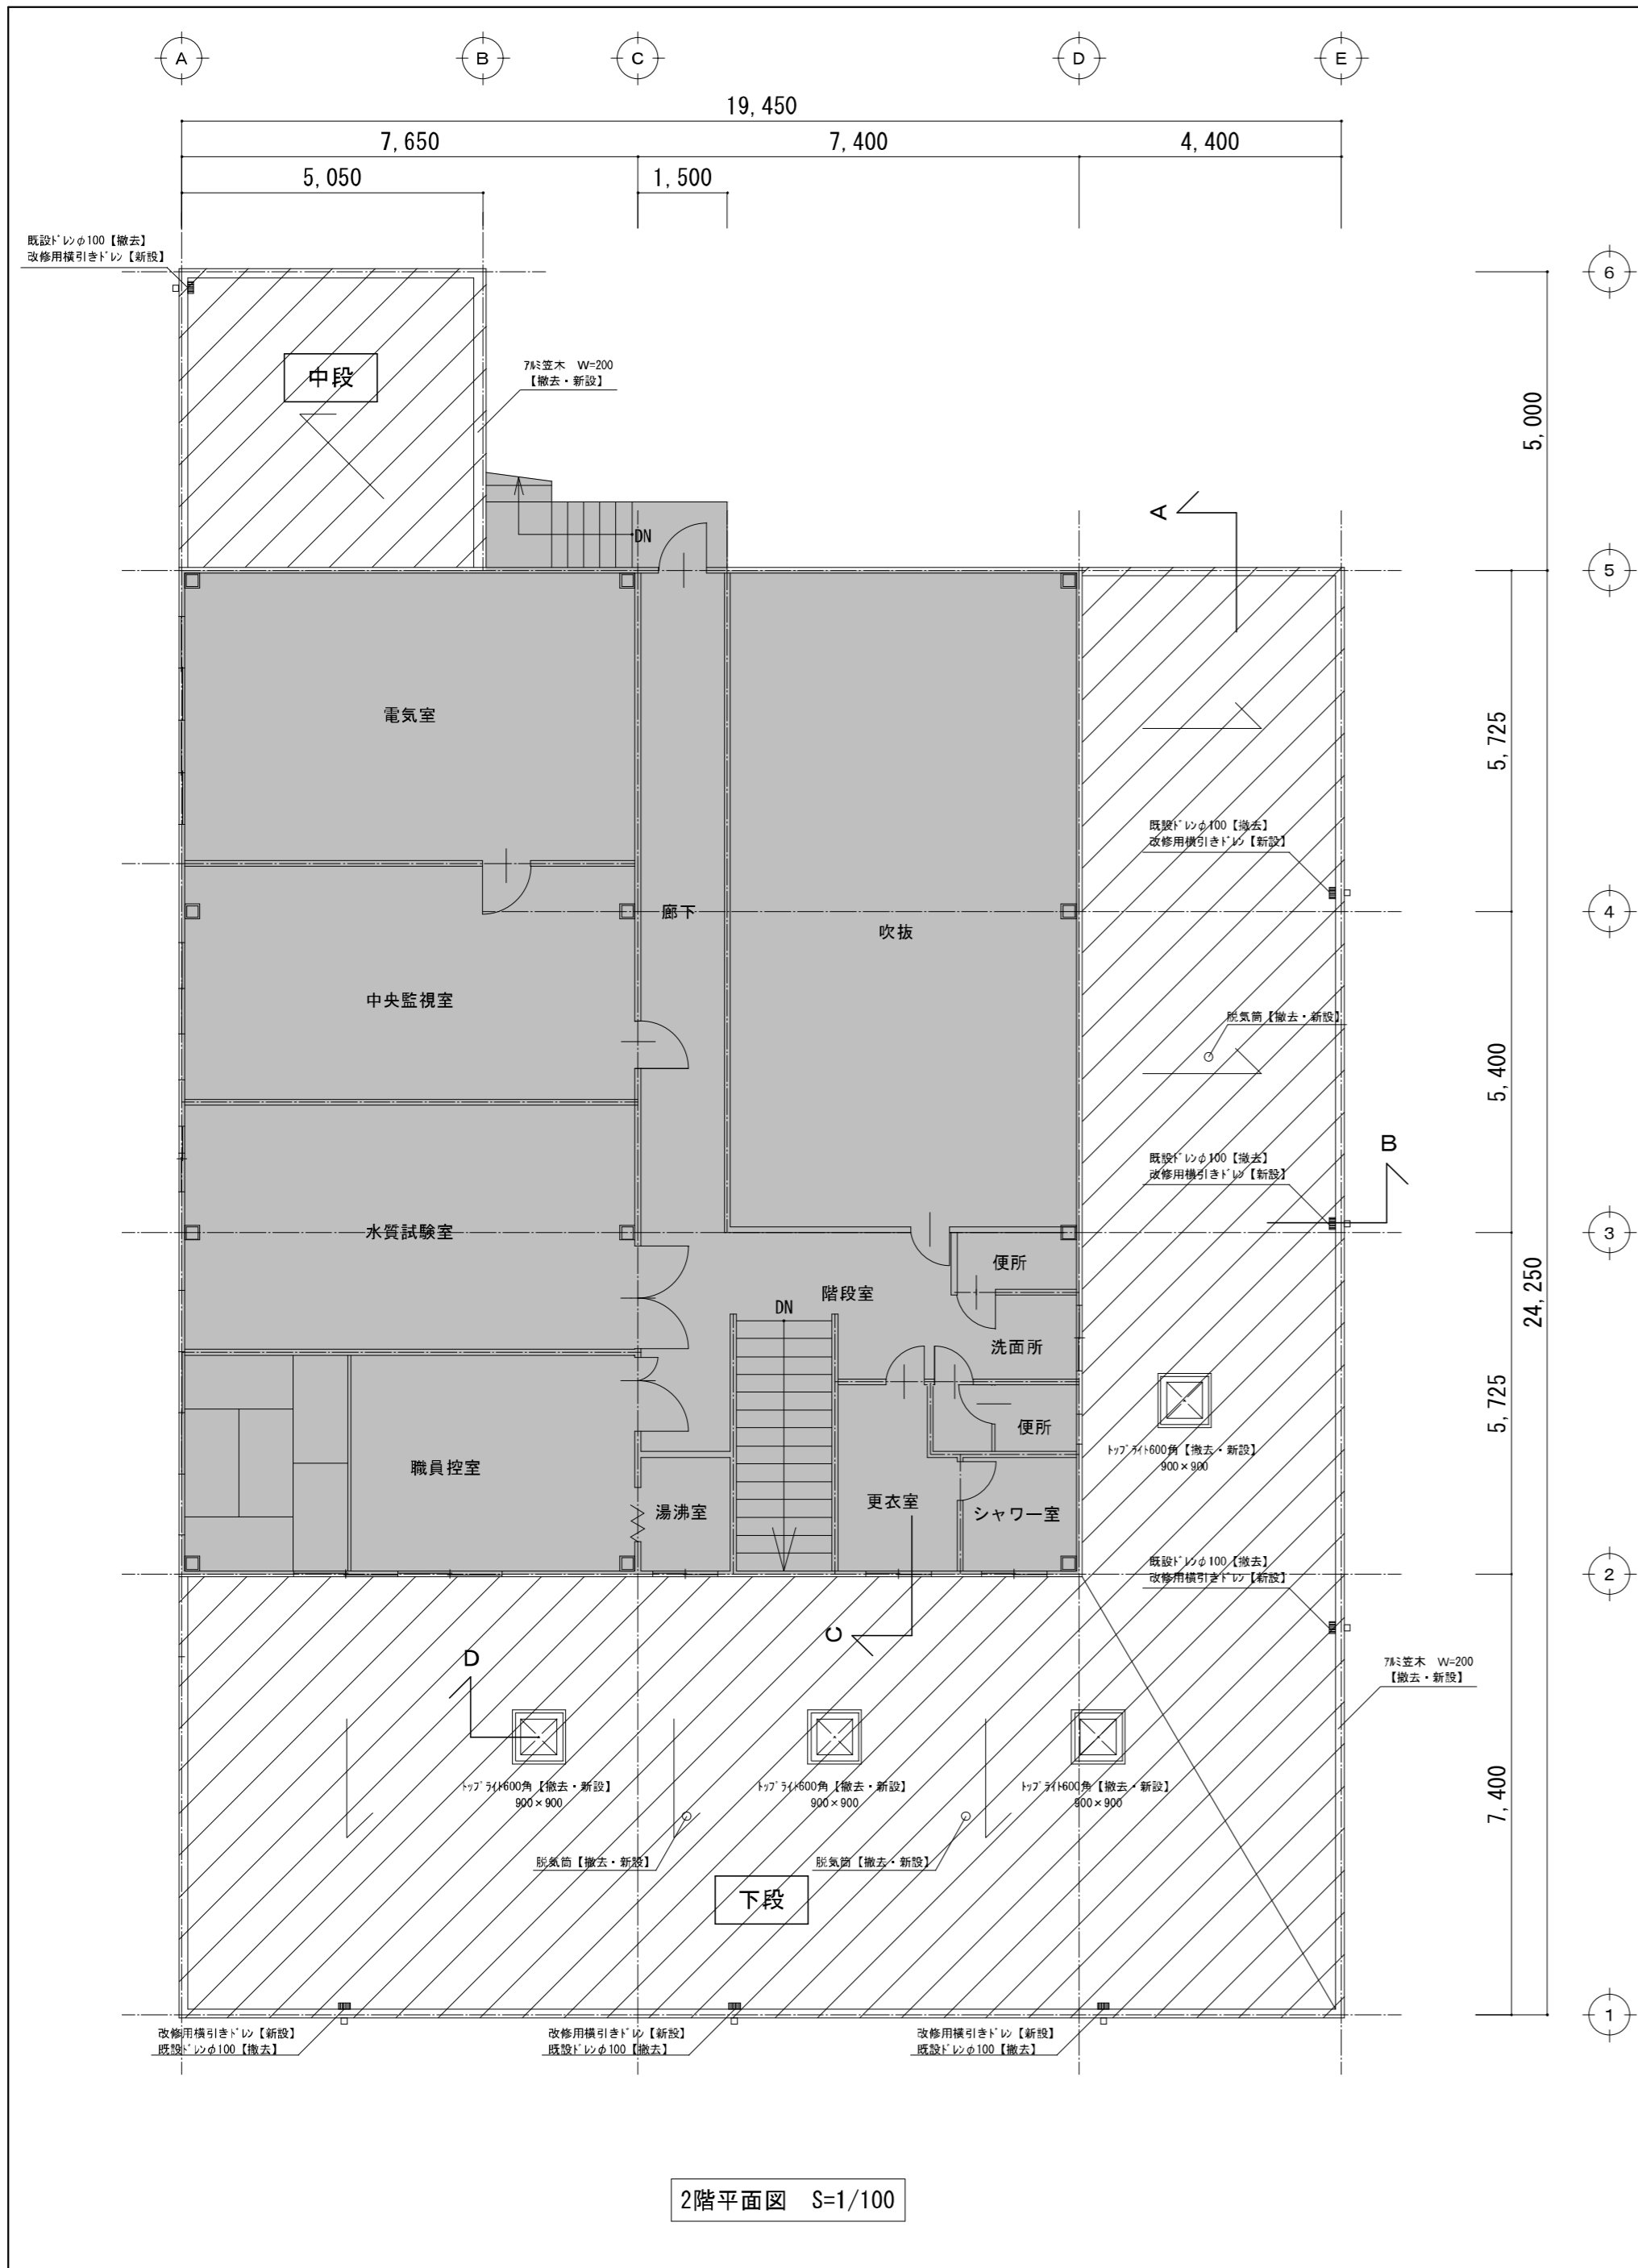 A
B
C
D
E
19,450
7,650
7,400
4,400
5,050
1,500
既設ﾄﾞﾚﾝφ100【撤去】
改修用横引きﾄﾞﾚﾝ【新設】
6
中段
ｱﾙﾐ笠木 W=200
【撤去・新設】
5,000
A
DN
5
電気室
5,725
既設ﾄﾞﾚﾝφ100【撤去】
改修用横引きﾄﾞﾚﾝ【新設】
廊下
吹抜
4
中央監視室
脱気筒【撤去・新設】
5,400
B
既設ﾄﾞﾚﾝφ100【撤去】
改修用横引きﾄﾞﾚﾝ【新設】
水質試験室
3
便所
階段室
24,250
DN
洗面所
5,725
便所
ﾄｯﾌﾟﾗｲﾄ600角【撤去・新設】
900×900
職員控室
更衣室
湯沸室
シャワー室
既設ﾄﾞﾚﾝφ100【撤去】
改修用横引きﾄﾞﾚﾝ【新設】
2
C
D
ｱﾙﾐ笠木 W=200
【撤去・新設】
ﾄｯﾌﾟﾗｲﾄ600角【撤去・新設】
900×900
ﾄｯﾌﾟﾗｲﾄ600角【撤去・新設】
900×900
ﾄｯﾌﾟﾗｲﾄ600角【撤去・新設】
900×900
7,400
脱気筒【撤去・新設】
脱気筒【撤去・新設】
下段
1
改修用横引きﾄﾞﾚﾝ【新設】
既設ﾄﾞﾚﾝφ100【撤去】
改修用横引きﾄﾞﾚﾝ【新設】
既設ﾄﾞﾚﾝφ100【撤去】
改修用横引きﾄﾞﾚﾝ【新設】
既設ﾄﾞﾚﾝφ100【撤去】
2階平面図 S=1/100